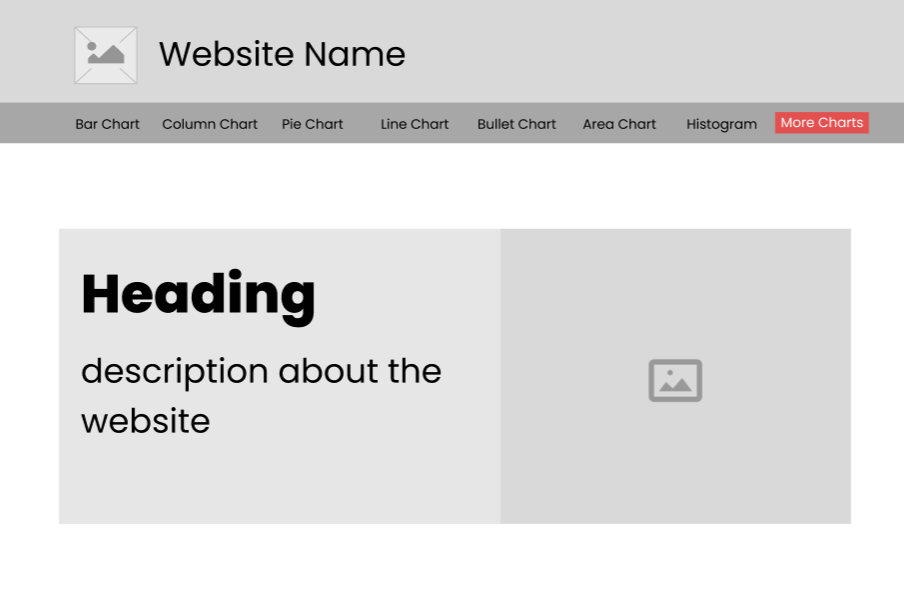 Website Name
Bar Chart Column Chart Pie Chart Line Chart Bullet Chart Area Chart Histogram More Charts
Heading
description about the
website